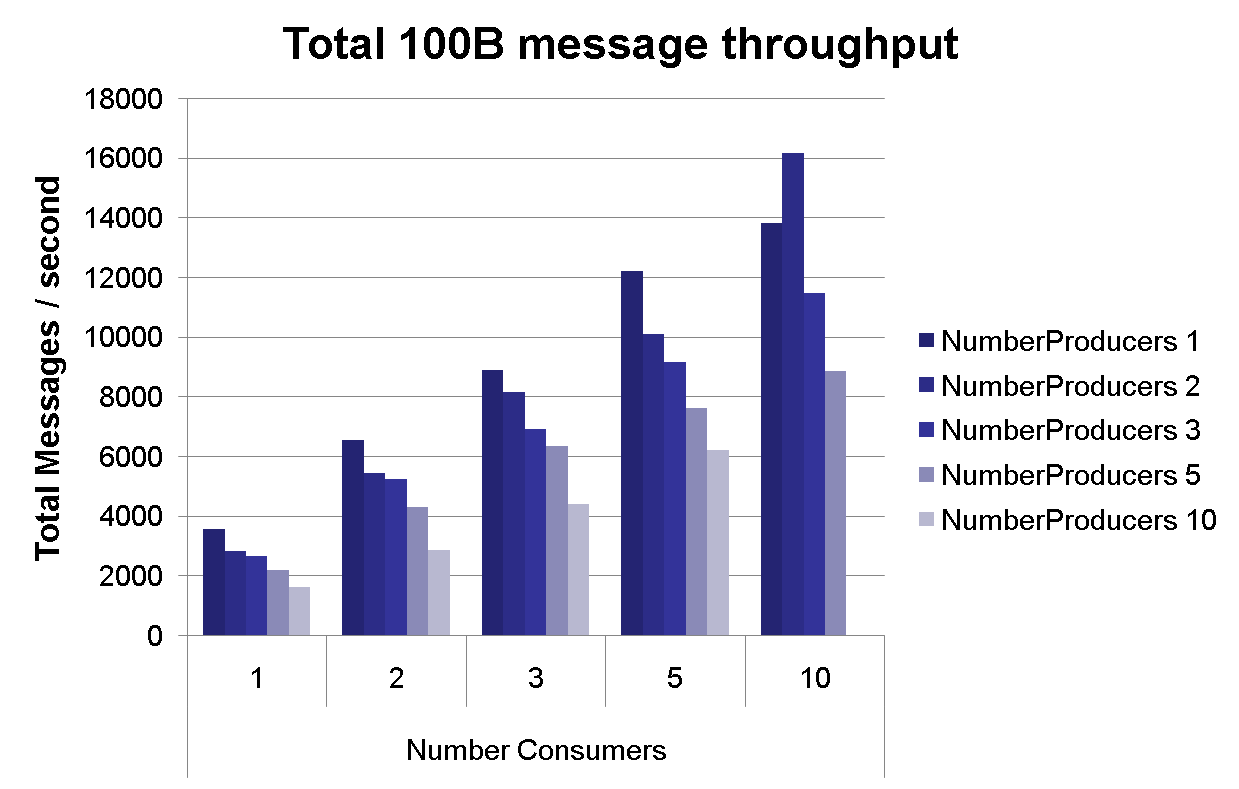 Total 100B message throughput
Total Messages / second
18000
16000
14000
12000
10000
8000
6000
4000
2000
0
1 2 3 5 10
Number Consumers
NumberProducers 1
NumberProducers 2
NumberProducers 3
NumberProducers 5
NumberProducers 10